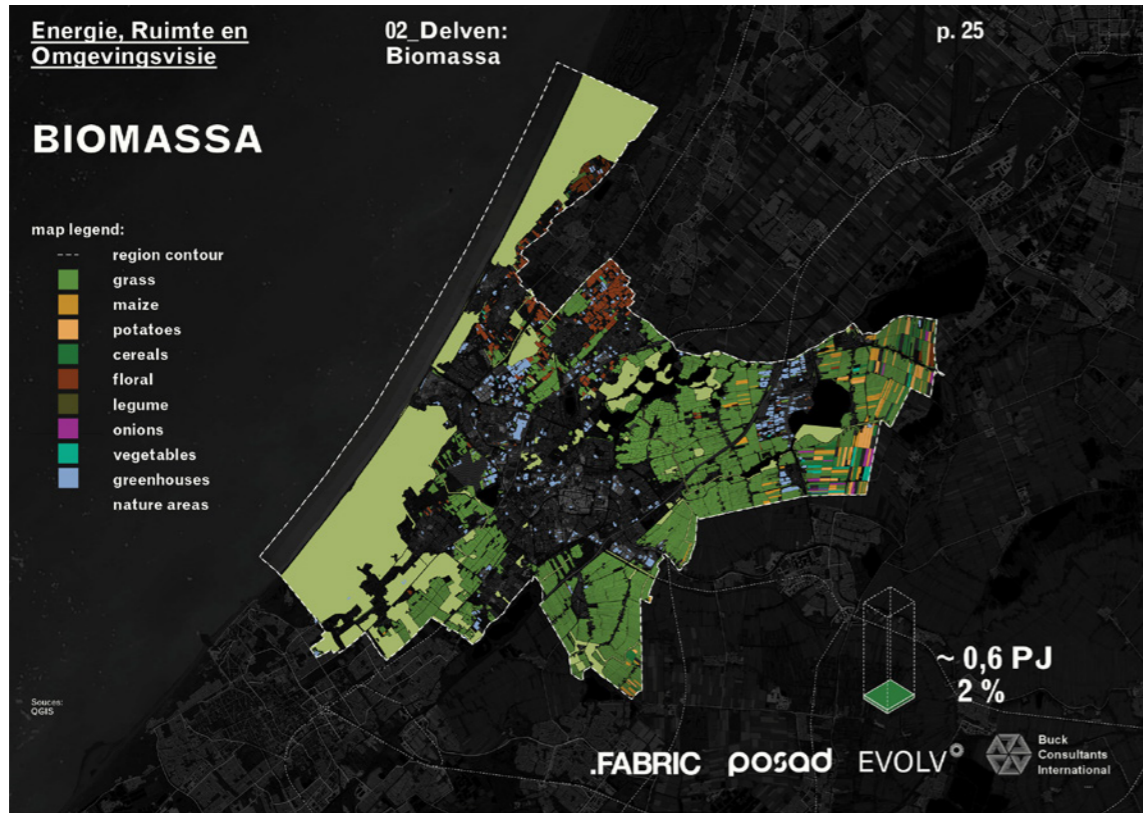 Energie, Ruimte en
Omgevingsvisie
02_Delven:
Biomassa
p. 25
BIOMASSA
map legend:
region contour
grass
maize
potatoes
cereals
floral
legume
onions
vegetables
greenhouses
nature areas
~ 0,6 PJ
2 %
Souces:
QGIS
.FABRIC
posad
EVOLV
Buck
Consultants
International